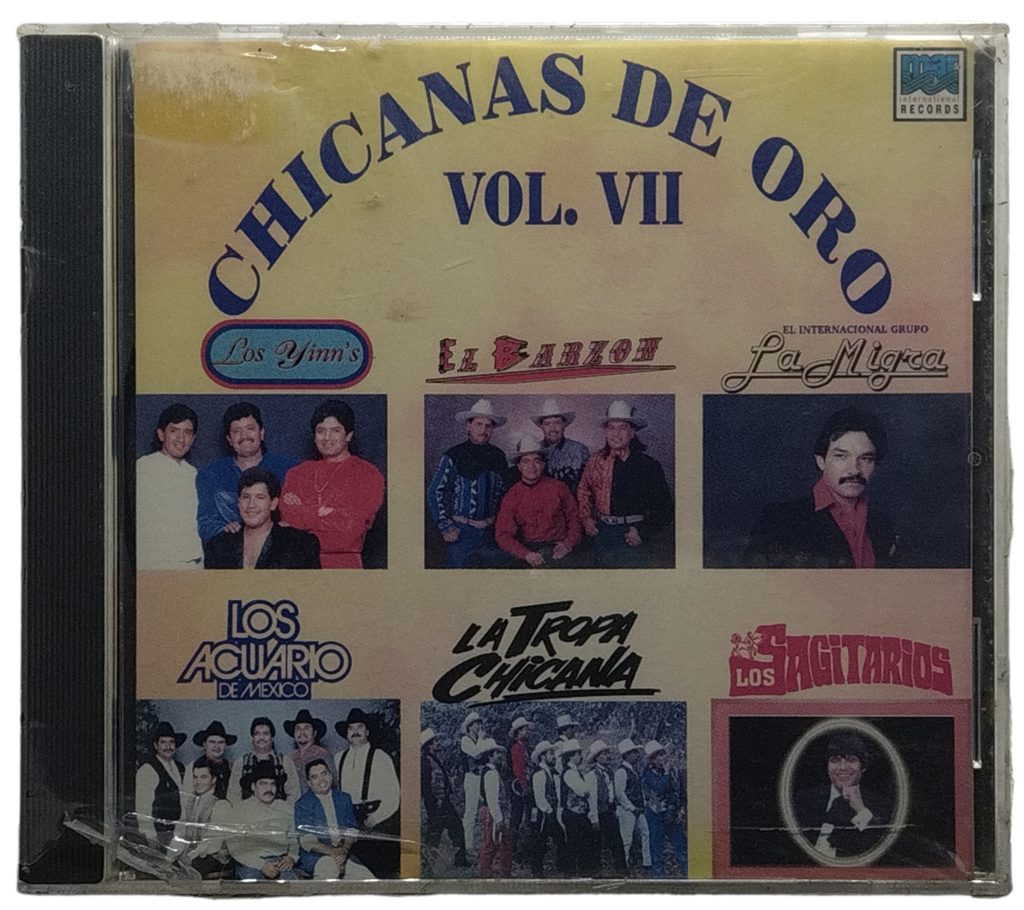 CHICANAS DE ORO
VOL. VII
mar
international
RECORDS
Los Yinn's
EL BARZON
EL INTERNACIONAL GRUPO
La Migra
LOS
ACUARIO
DE MEXICO
LA TROPA
CHICANA
LOS SAGITARIOS